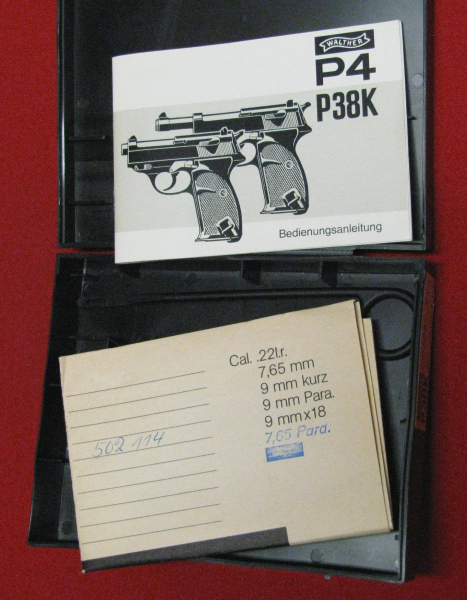 WALTHER
P4
P38K
Bedienungsanleitung
Cal. .22l.r.
7,65 mm
9 mm kurz
9 mm Para.
9 mm x18
7,65 Para.
502 114